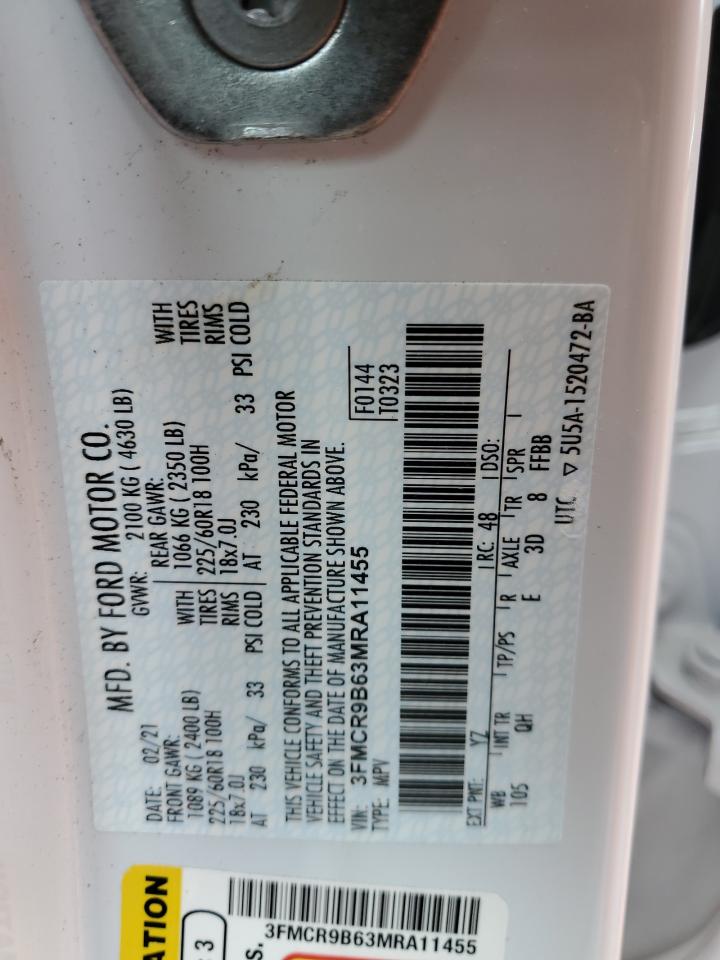 MFD. BY FORD MOTOR CO.
DATE: 02/21 GVWR: 2100 KG ( 4630 LB)
FRONT GAWR: REAR GAWR:
1089 KG ( 2400 LB) WITH 1066 KG ( 2350 LB) WITH
225/60R18 100H TIRES 225/60R18 100H TIRES
18x7.0J RIMS 18x7.0J RIMS
AT 230 kPa/ 33 PSI COLD AT 230 kPa/ 33 PSI COLD
THIS VEHICLE CONFORMS TO ALL APPLICABLE FEDERAL MOTOR
VEHICLE SAFETY AND THEFT PREVENTION STANDARDS IN
EFFECT ON THE DATE OF MANUFACTURE SHOWN ABOVE.
VIN: 3FMCR9B63MRA11455 F0144
TYPE: MPV T0323
EXT PNT: YZ RC: 48 DSO:
WB INT TR TP/PS R AXLE TR SPR
105 QH E 3D 8 FFBB
UTC ▽ 5U5A-1520472-BA
ATION
3
S.
3FMCR9B63MRA11455